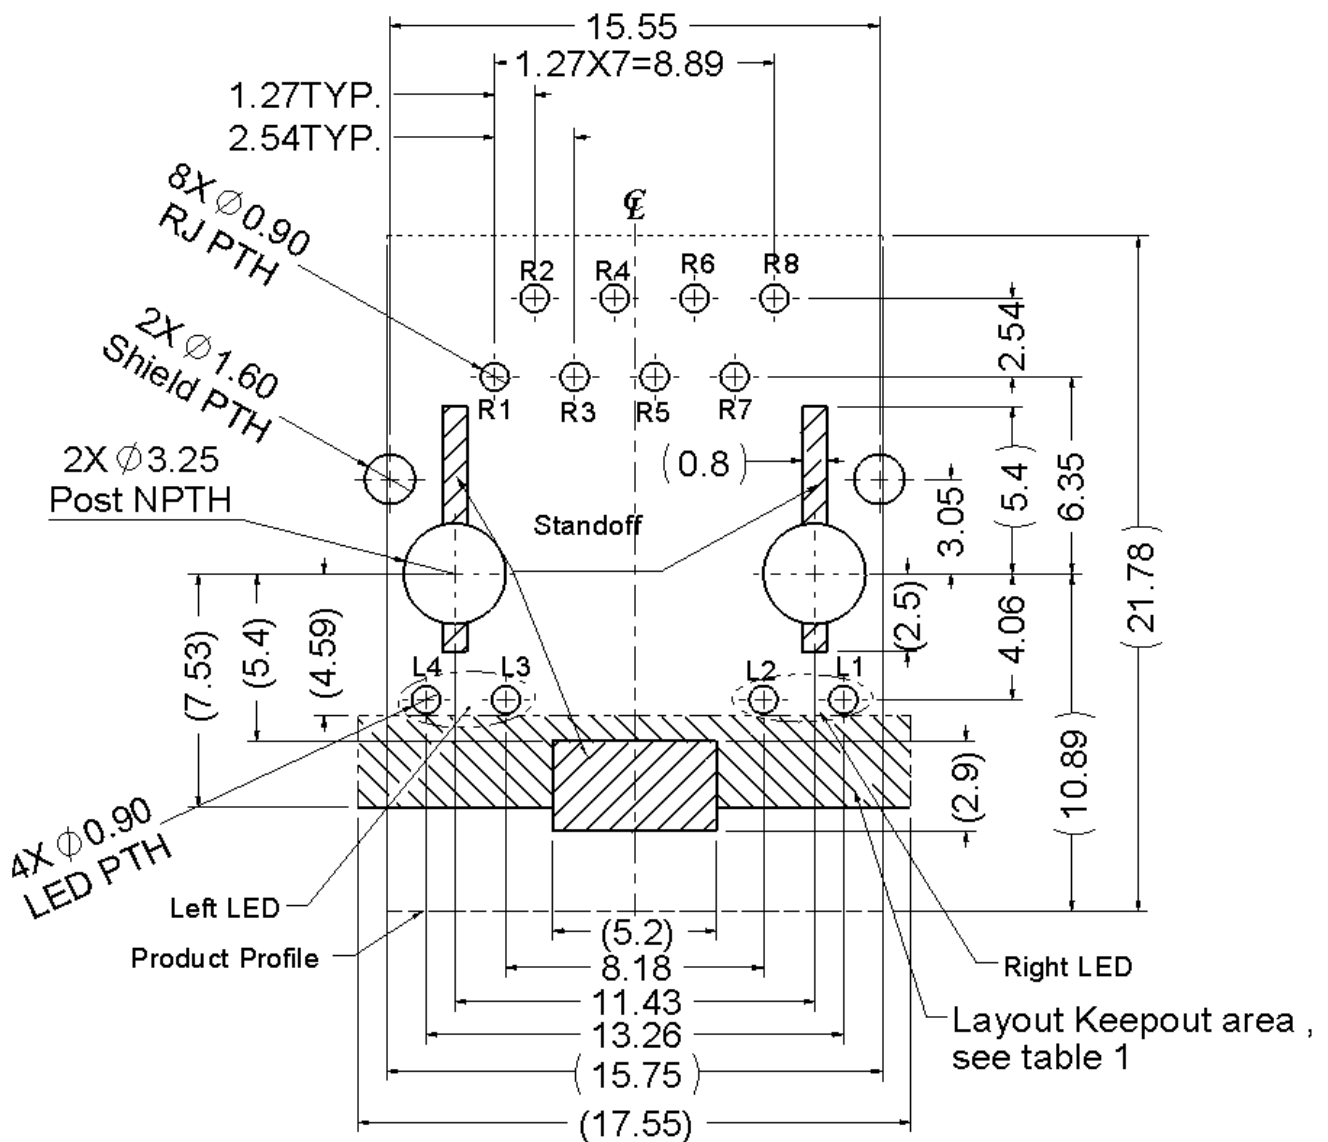 15.55
1.27X7=8.89
1.27TYP.
2.54TYP.
8X ∅0.90
RJ PTH
℄
R2 R4 R6 R8
2.54
2X ∅1.60
Shield PTH
R1 R3 R5 R7
2X ∅3.25
Post NPTH
(0.8)
(5.4)
6.35
3.05
Standoff
(21.78)
(7.53)
(5.4)
(4.59)
(2.5)
4.06
L4 L3 L2 L1
(2.9)
(10.89)
4X ∅0.90
LED PTH
Left LED
Product Profile
(5.2)
8.18
Right LED
11.43
Layout Keepout area ,
see table 1
13.26
(15.75)
(17.55)